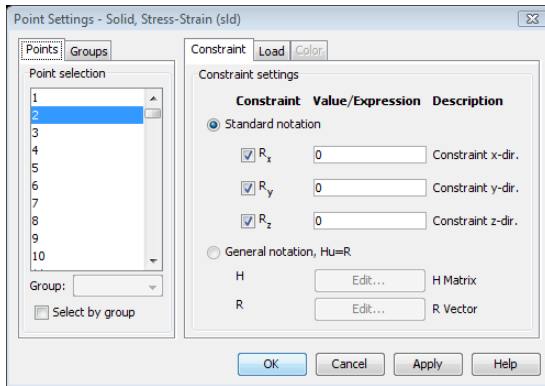 Point Settings - Solid, Stress-Strain (sld)
Points Groups
Point selection
1
2
3
4
5
6
7
8
9
10
Group:
Select by group
Constraint Load Color
Constraint settings
Constraint Value/Expression Description
Standard notation
Rx 0 Constraint x-dir.
Ry 0 Constraint y-dir.
Rz 0 Constraint z-dir.
General notation, Hu=R
H Edit... H Matrix
R Edit... R Vector
OK Cancel Apply Help